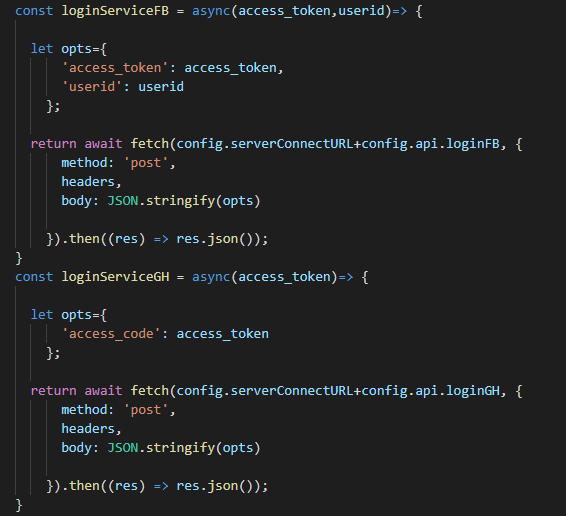 const loginServiceFB = async(access_token,userid)=> {
let opts={
'access_token': access_token,
'userid': userid
};
return await fetch(config.serverConnectURL+config.api.loginFB, {
method: 'post',
headers,
body: JSON.stringify(opts)
}).then((res) => res.json());
}
const loginServiceGH = async(access_token)=> {
let opts={
'access_code': access_token
};
return await fetch(config.serverConnectURL+config.api.loginGH, {
method: 'post',
headers,
body: JSON.stringify(opts)
}).then((res) => res.json());
}